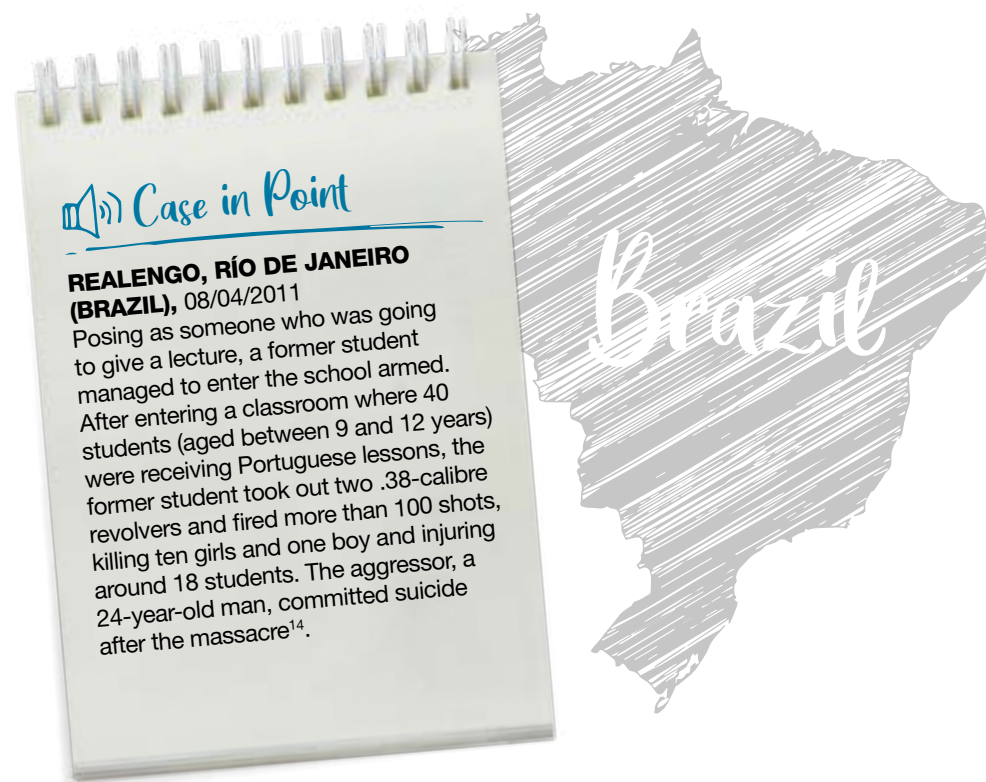 Case in Point
REALENGO, RÍO DE JANEIRO
(BRAZIL), 08/04/2011
Posing as someone who was going
to give a lecture, a former student
managed to enter the school armed.
After entering a classroom where 40
students (aged between 9 and 12 years)
were receiving Portuguese lessons, the
former student took out two .38-calibre
revolvers and fired more than 100 shots,
killing ten girls and one boy and injuring
around 18 students. The aggressor, a
24-year-old man, committed suicide
after the massacre¹⁴.
Brazil